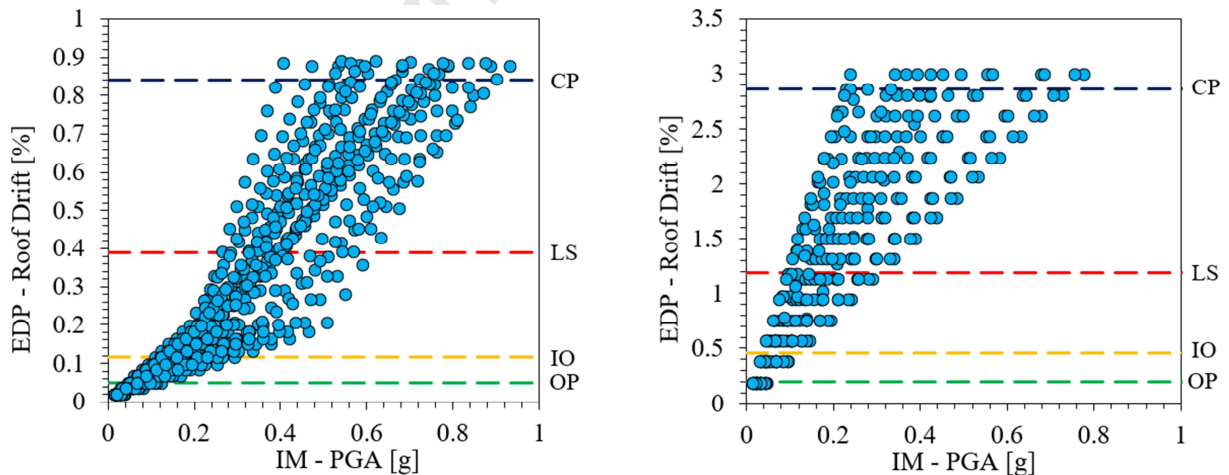 EDP - Roof Drift [%]
1
0.9
0.8
0.7
0.6
0.5
0.4
0.3
0.2
0.1
0
0 0.2 0.4 0.6 0.8 1
IM - PGA [g]
CP
LS
IO
OP
EDP - Roof Drift [%]
3.5
3
2.5
2
1.5
1
0.5
0
0 0.2 0.4 0.6 0.8 1
IM - PGA [g]
CP
LS
IO
OP